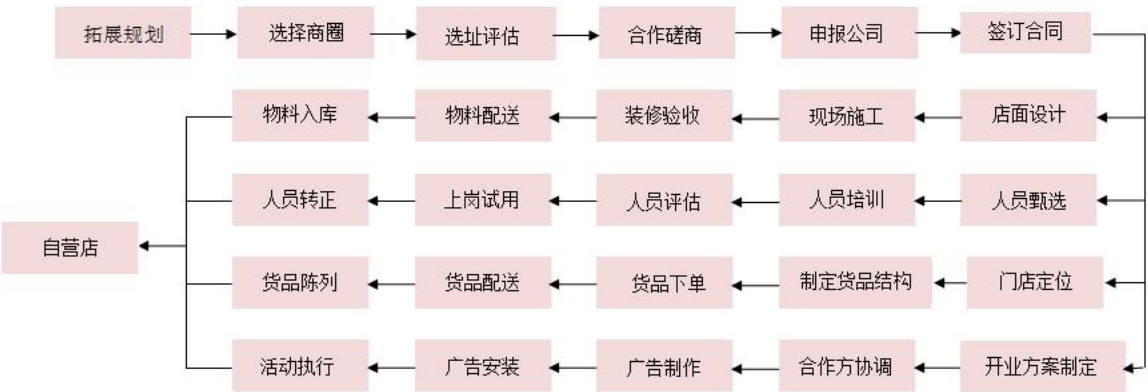 拓展规划
选择商圈
选址评估
合作磋商
申报公司
签订合同
物料入库
物料配送
装修验收
现场施工
店面设计
人员转正
上岗试用
人员评估
人员培训
人员甄选
自营店
货品陈列
货品配送
货品下单
制定货品结构
门店定位
活动执行
广告安装
广告制作
合作方协调
开业方案制定